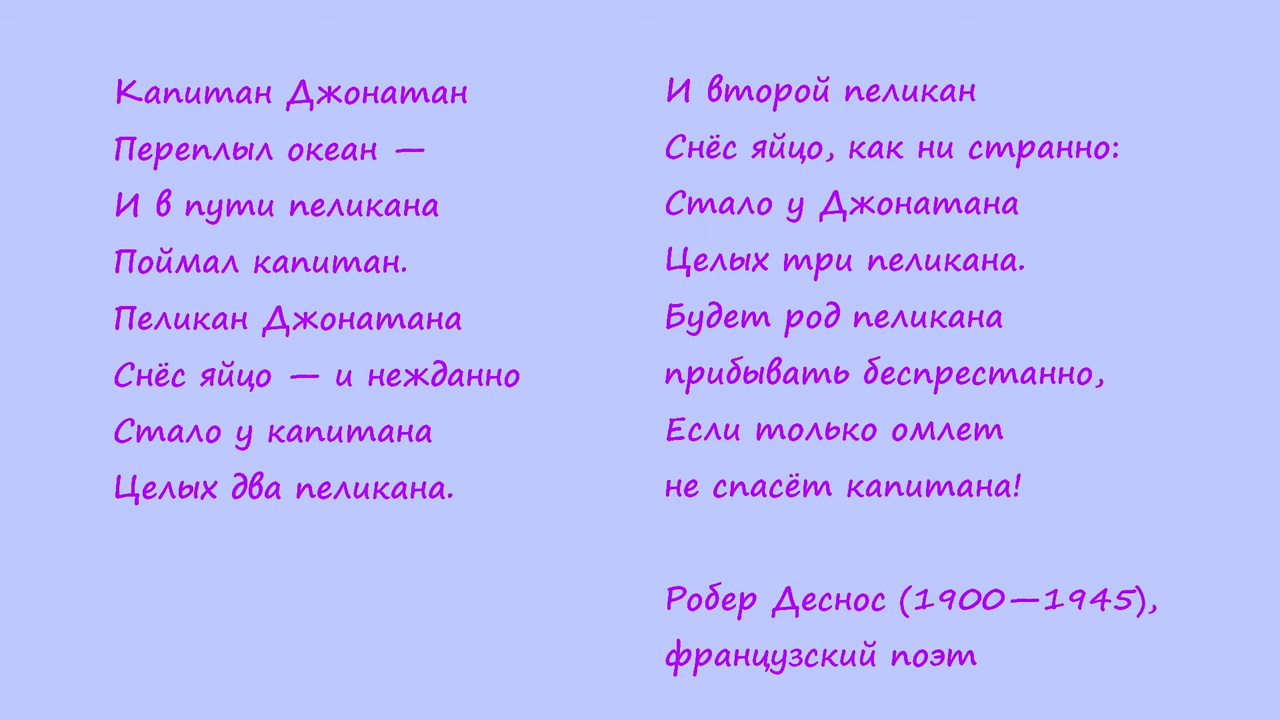 Капитан Джонатан
Переплыл океан —
И в пути пеликана
Поймал капитан.
Пеликан Джонатана
Снёс яйцо — и нежданно
Стало у капитана
Целых два пеликана.
И второй пеликан
Снёс яйцо, как ни странно:
Стало у Джонатана
Целых три пеликана.
Будет род пеликана
прибывать беспрестанно,
Если только омлет
не спасёт капитана!
Робер Деснос (1900—1945),
французский поэт